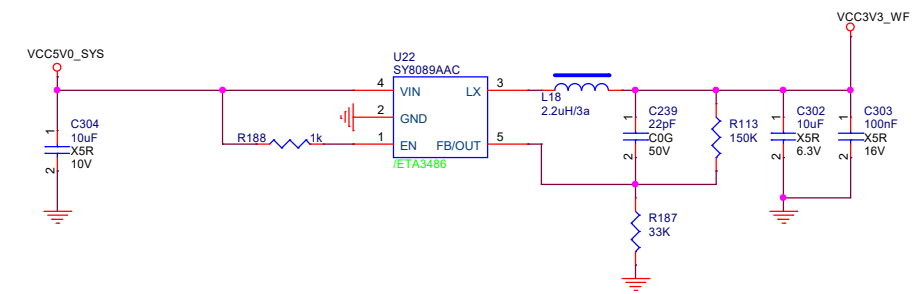 VCC3V3_WF
VCC5V0_SYS
U22
SY8089AAC
4
VIN
LX
3
L18
2.2uH/3a
2
GND
R188
1k
1
EN
FB/OUT
5
/ETA3486
1
2
C304
10uF
X5R
10V
1
2
C239
22pF
C0G
50V
R113
150K
1
2
C302
10uF
X5R
6.3V
1
2
C303
100nF
X5R
16V
R187
33K